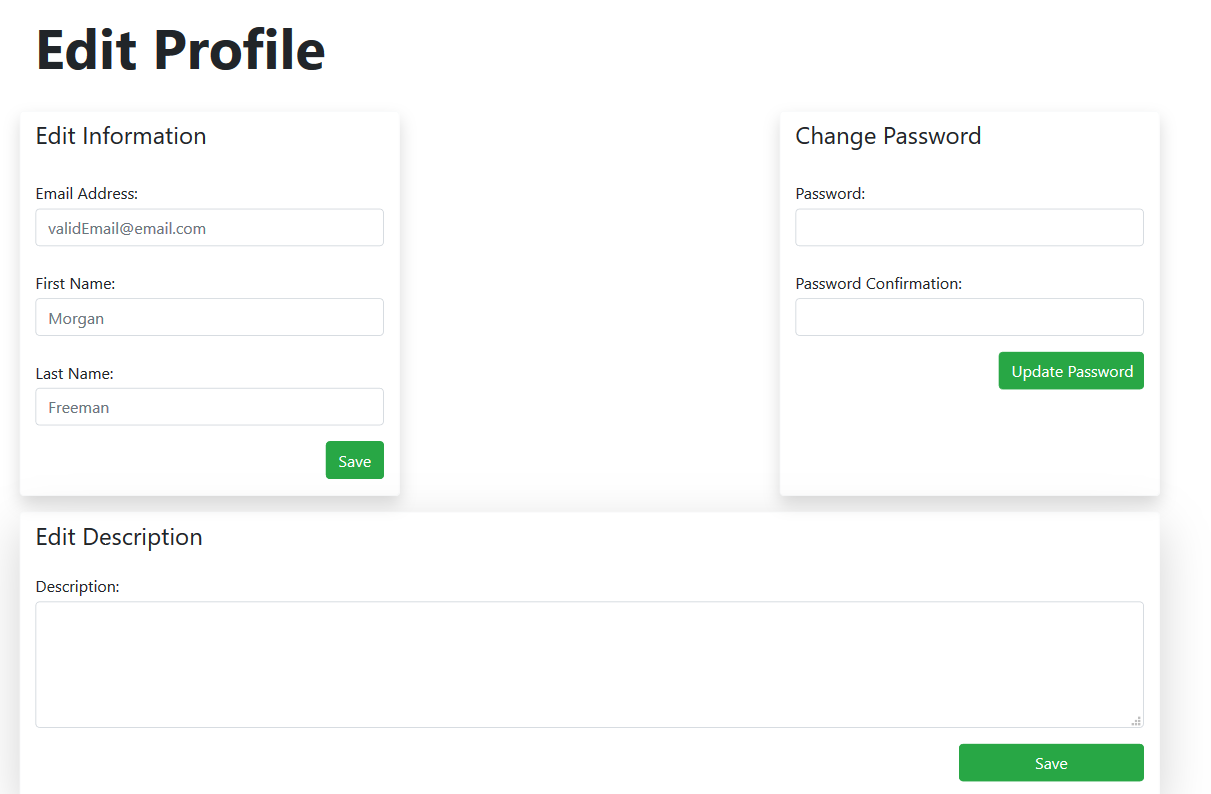 Edit Profile
Edit Information
Email Address:
validEmail@email.com
First Name:
Morgan
Last Name:
Freeman
Save
Change Password
Password:
Password Confirmation:
Update Password
Edit Description
Description:
Save